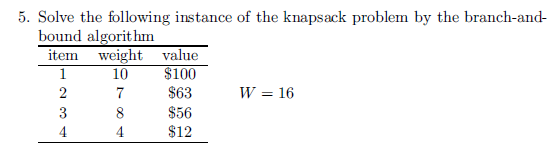 5. Solve the following instance of the knapsack problem by the branch-and-
bound algorithm
item weight value
1 10 $100
2 7 $63 W = 16
3 8 $56
4 4 $12